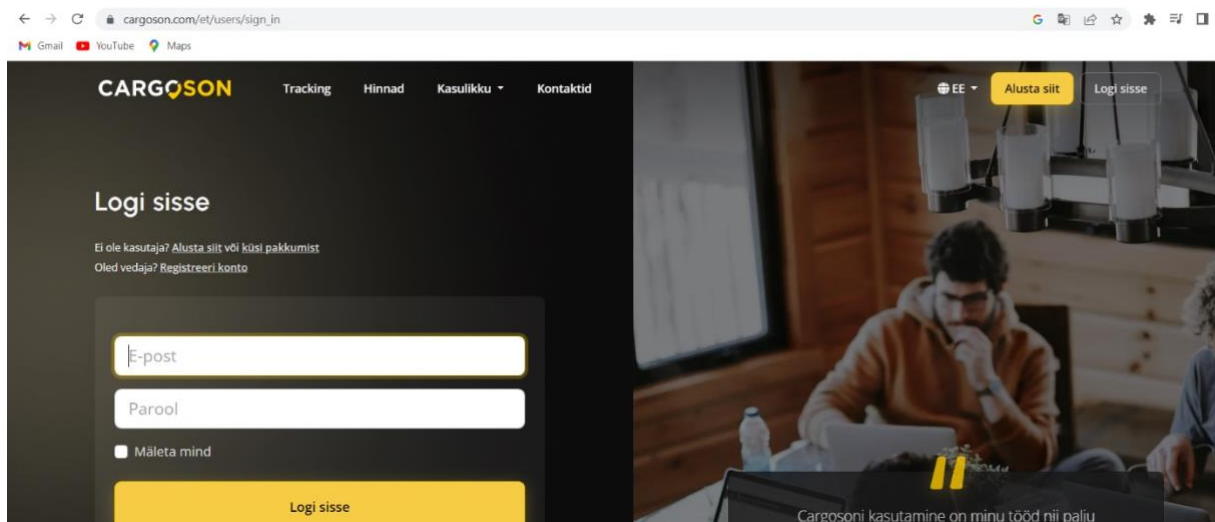 cargoson.com/et/users/sign_in
Gmail YouTube Maps
CARGOSON Tracking Hinnad Kasulikku Kontaktid EE Alusta siit Logi sisse
Logi sisse
Ei ole kasutaja? Alusta siit või küsi pakkumist
Oled vedaja? Registreeri konto
E-post
Parool
Mäleta mind
Logi sisse
Cargosoni kasutamine on minu tööd nii palju